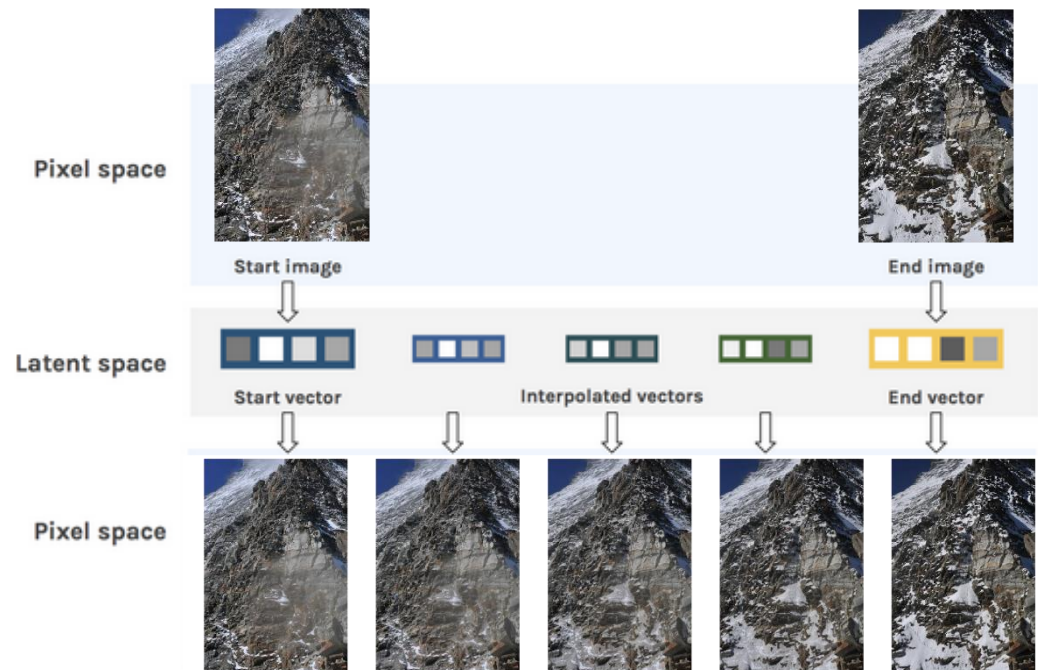 Pixel space
Start image
End image
Latent space
Start vector
Interpolated vectors
End vector
Pixel space